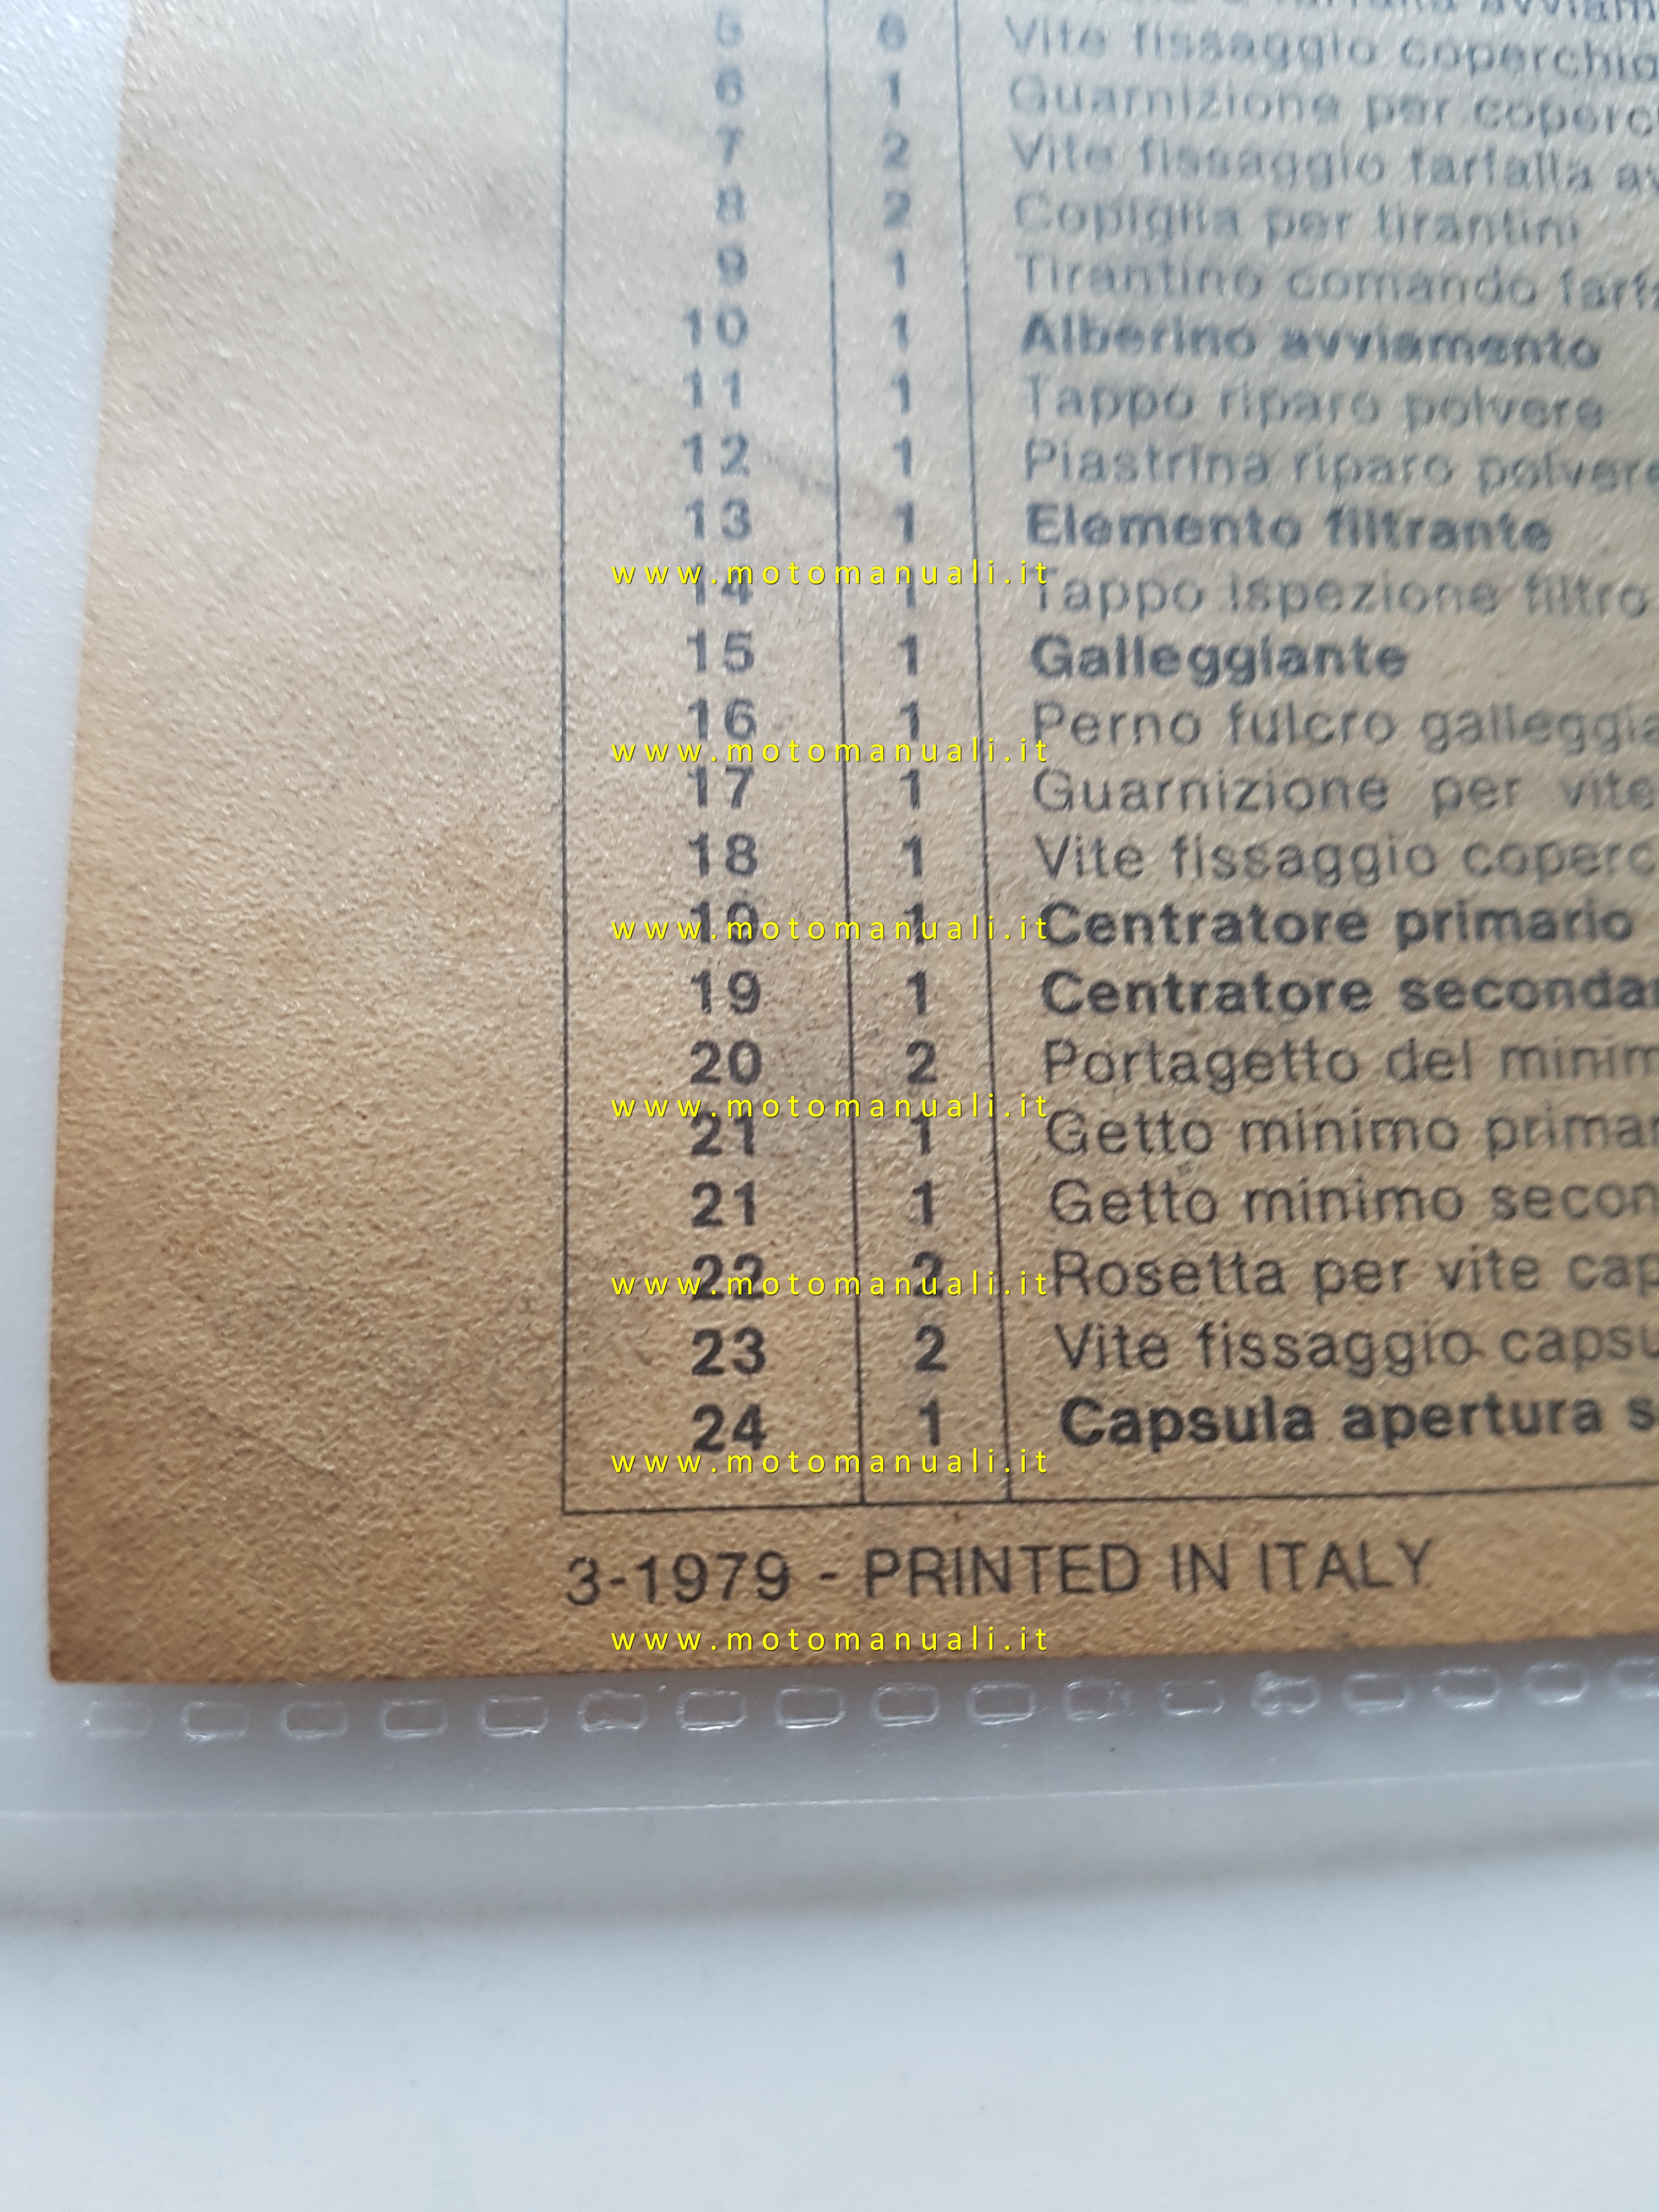 5 6 Vite fissaggio coperchio
6 1 Guarnizione per
7 2 Vite fissaggio farfalla
8 2 Copiglia per tirantini
9 1 Tirantino comando
10 1 Alberino avviamento
11 1 Tappo riparo polvere
12 1 Piastrina riparo polvere
13 1 Elemento filtrante
www.motomanuali.it
14 1 Tappo ispezione filtro
15 1 Galleggiante
16 1 Perno fulcro galleggia
www.motomanuali.it
17 1 Guarnizione per vite
18 1 Vite fissaggio coperc
19 1 Centratore primario
www.motomanuali.it
19 1 Centratore seconda
20 2 Portagetto del minim
www.motomanuali.it
21 1 Getto minimo primar
21 1 Getto minimo secon
22 2 Rosetta per vite cap
www.motomanuali.it
23 2 Vite fissaggio capsu
24 1 Capsula apertura s
www.motomanuali.it
3-1979 - PRINTED IN ITALY
www.motomanuali.it